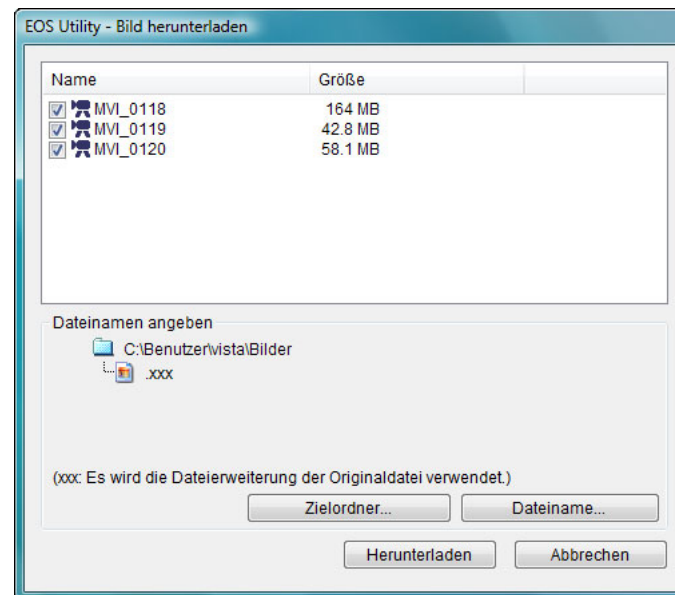 EOS Utility - Bild herunterladen
Name Größe
MVI_0118 164 MB
MVI_0119 42.8 MB
MVI_0120 58.1 MB
Dateinamen angeben
C:\Benutzer\vista\Bilder
.xxx
(xxx: Es wird die Dateierweiterung der Originaldatei verwendet.)
Zielordner... Dateiname...
Herunterladen Abbrechen